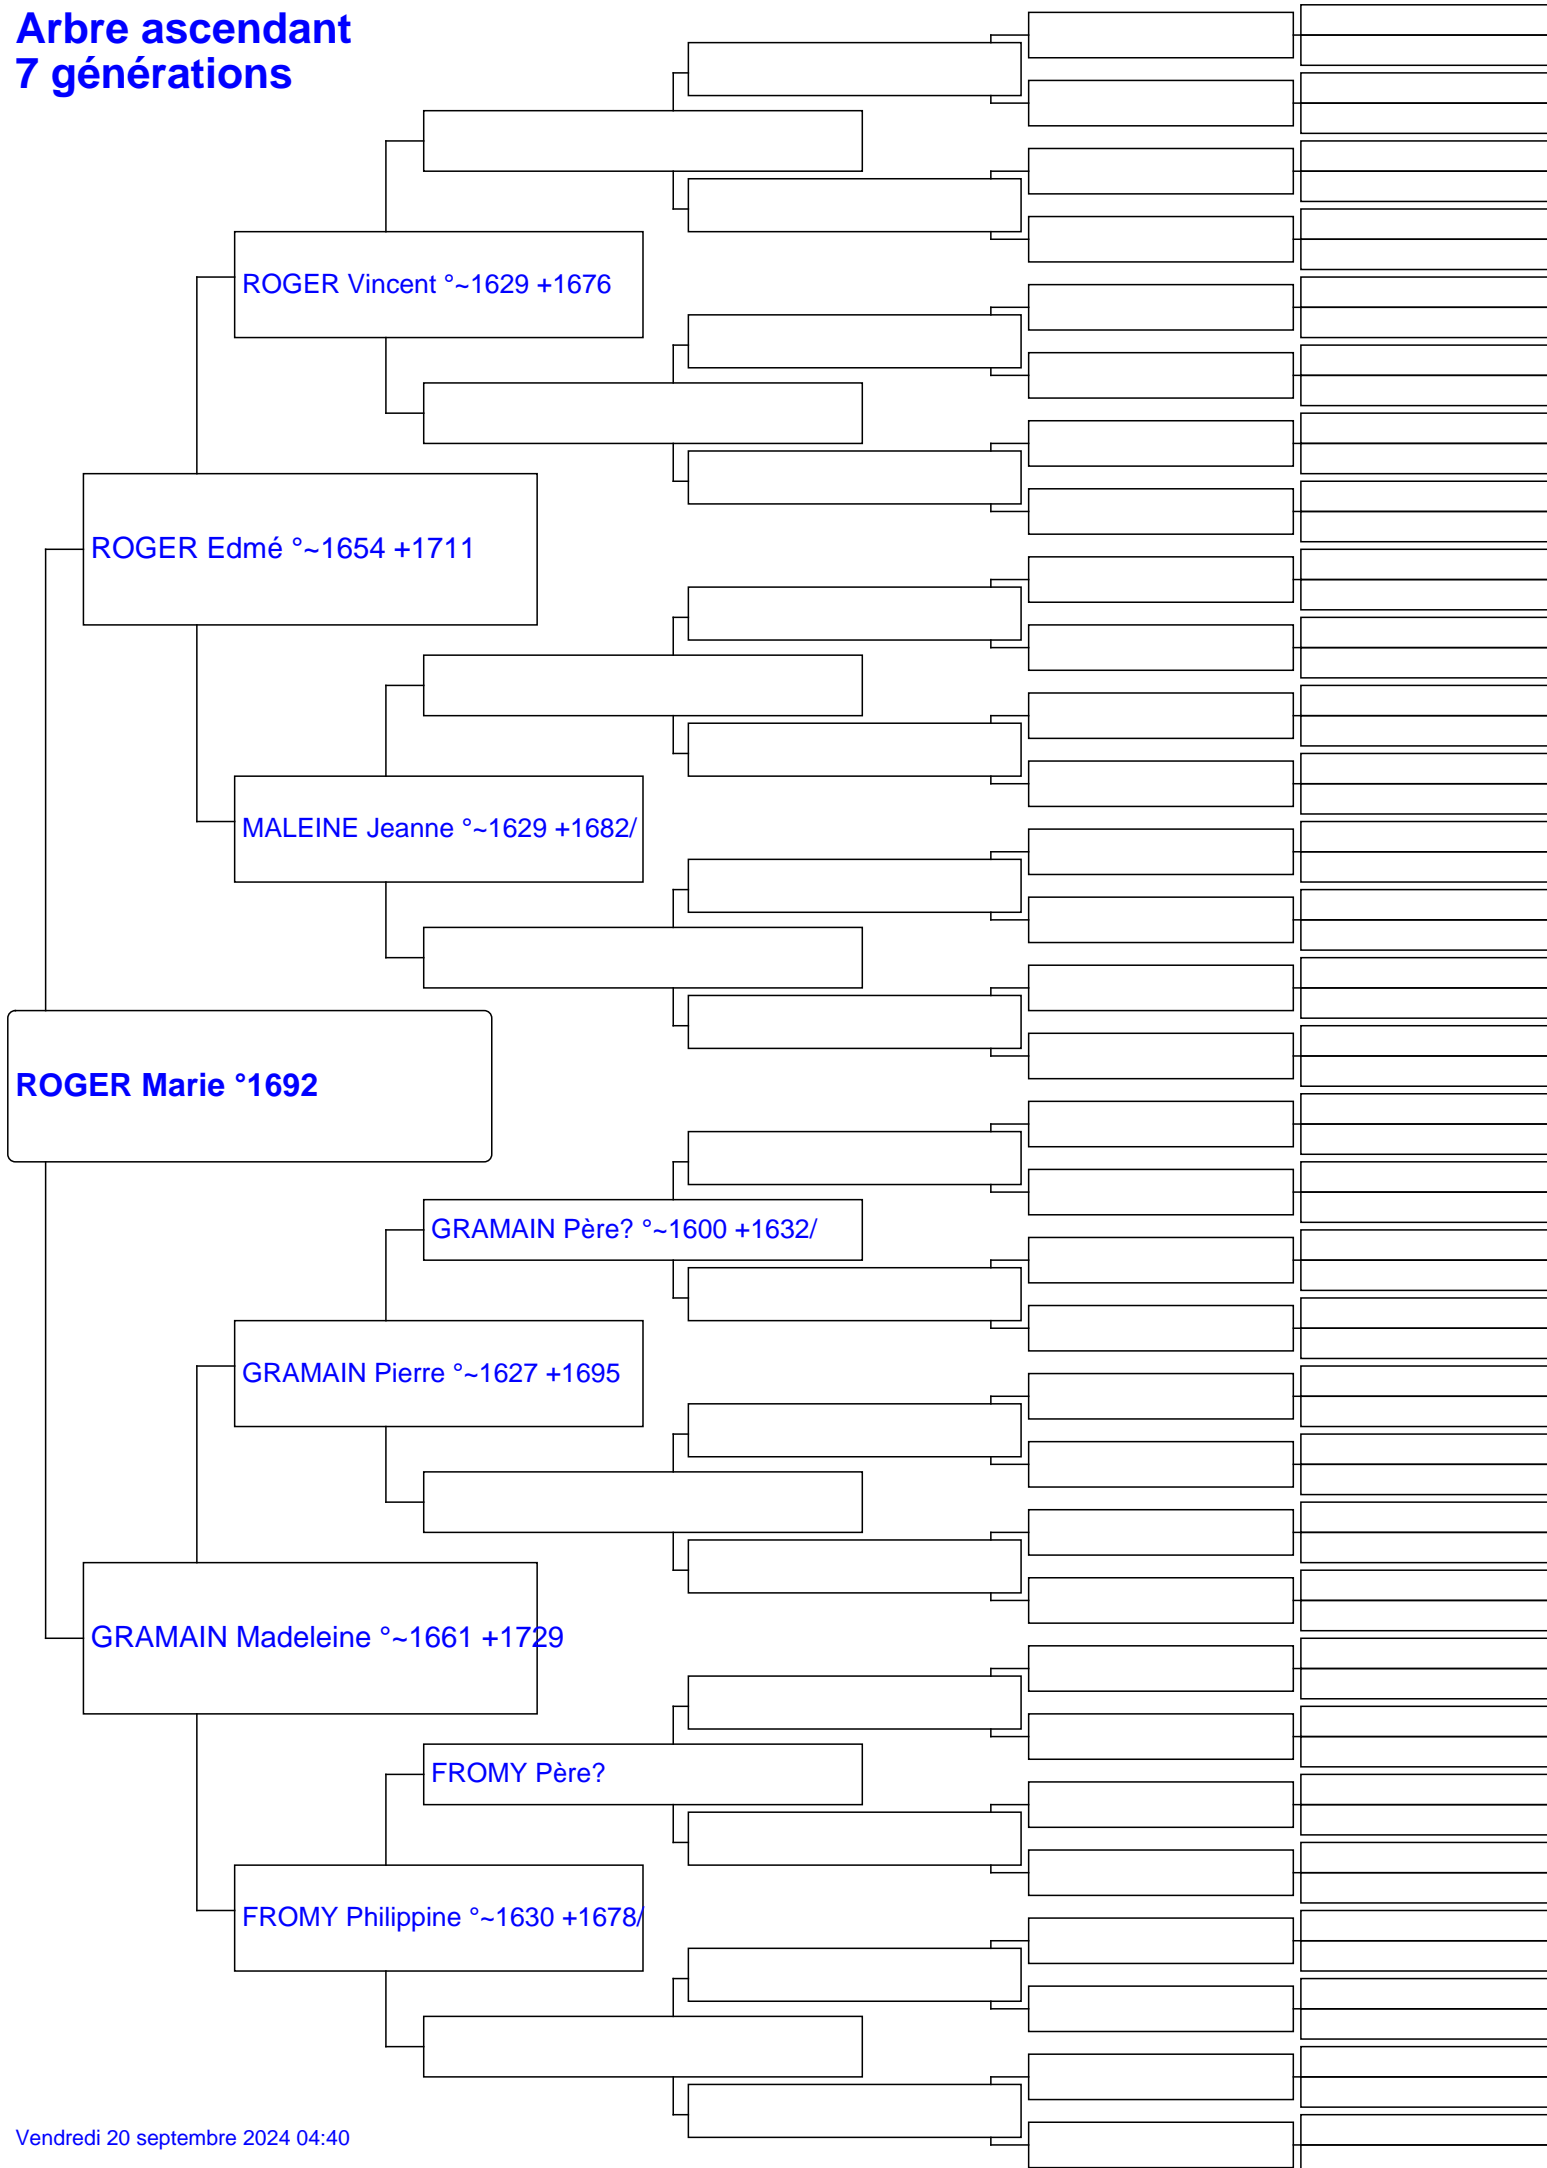 Arbre ascendant
7 générations
ROGER Vincent °~1629 +1676
ROGER Edmé °~1654 +1711
MALEINE Jeanne °~1629 +1682/
ROGER Marie °1692
GRAMAIN Père? °~1600 +1632/
GRAMAIN Pierre °~1627 +1695
GRAMAIN Madeleine °~1661 +1729
FROMY Père?
FROMY Philippine °~1630 +1678/
Vendredi 20 septembre 2024 04:40